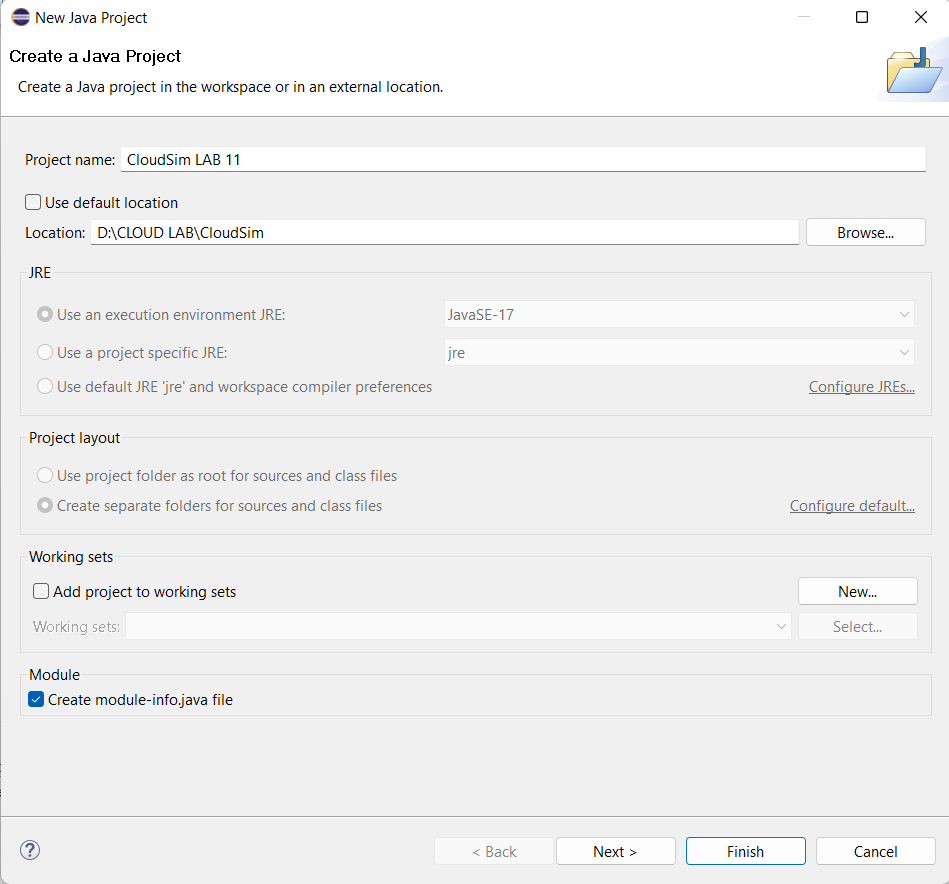 New Java Project
Create a Java Project
Create a Java project in the workspace or in an external location.
Project name: CloudSim LAB 11
Use default location
Location: D:\CLOUD LAB\CloudSim Browse...
JRE
Use an execution environment JRE: JavaSE-17
Use a project specific JRE: jre
Use default JRE 'jre' and workspace compiler preferences Configure JREs...
Project layout
Use project folder as root for sources and class files
Create separate folders for sources and class files Configure default...
Working sets
Add project to working sets New...
Working sets: Select...
Module
Create module-info.java file
? < Back Next > Finish Cancel